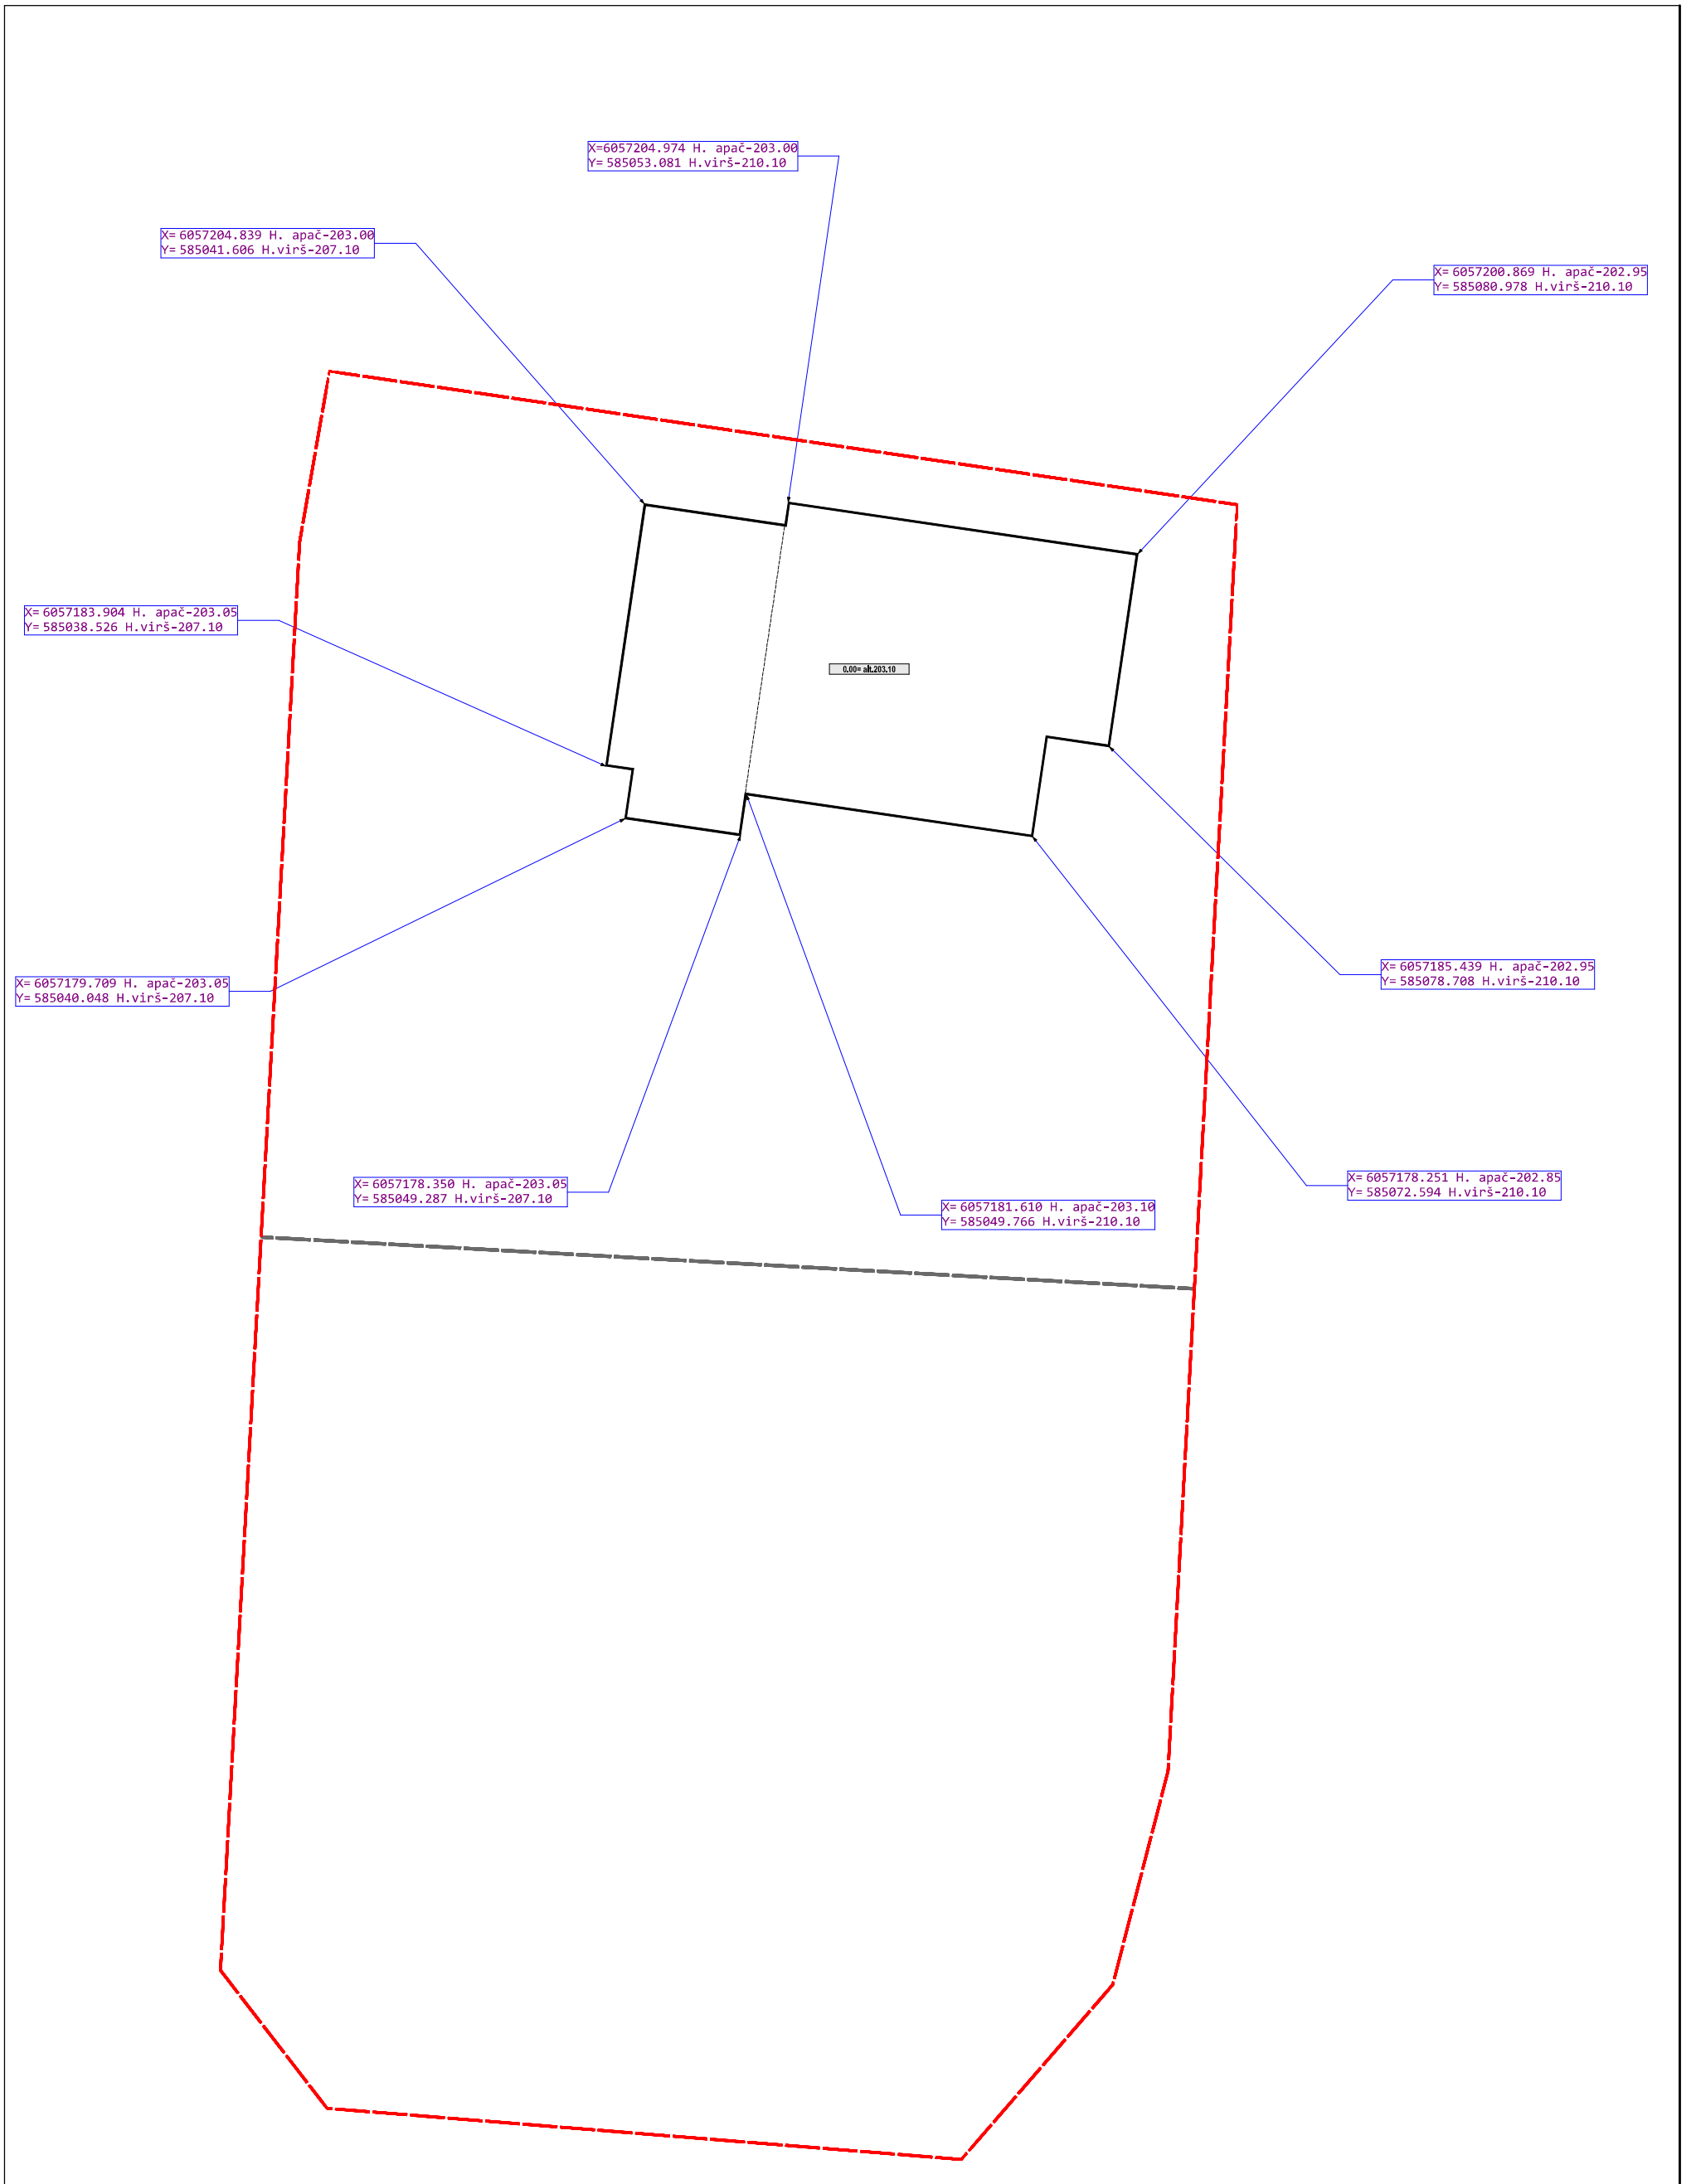 X=6057204.974 H. apač-203.00
Y= 585053.081 H.virš-210.10
X= 6057204.839 H. apač-203.00
Y= 585041.606 H.virš-207.10
X= 6057200.869 H. apač-202.95
Y= 585080.978 H.virš-210.10
X= 6057183.904 H. apač-203.05
Y= 585038.526 H.virš-207.10
0.00= alt.203.10
X= 6057179.709 H. apač-203.05
Y= 585040.048 H.virš-207.10
X= 6057185.439 H. apač-202.95
Y= 585078.708 H.virš-210.10
X= 6057178.350 H. apač-203.05
Y= 585049.287 H.virš-207.10
X= 6057181.610 H. apač-203.10
Y= 585049.766 H.virš-210.10
X= 6057178.251 H. apač-202.85
Y= 585072.594 H.virš-210.10